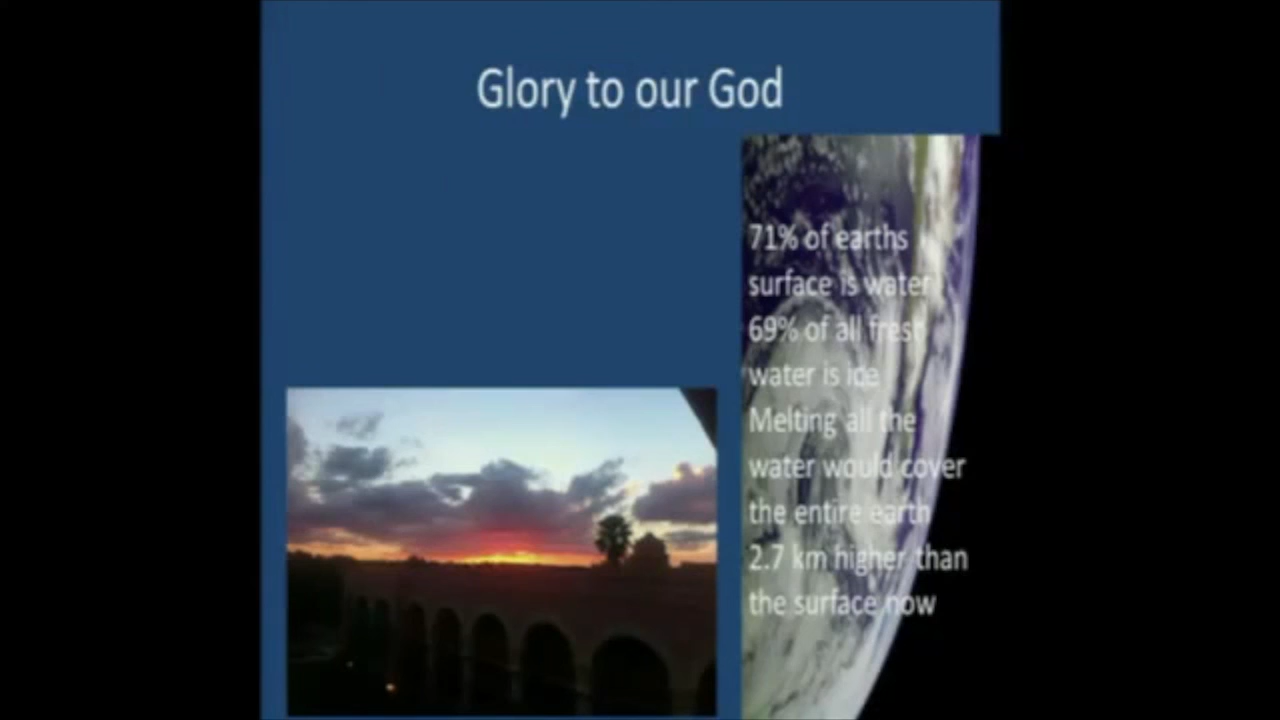 Glory to our God
71% of earths
surface is water
69% of all fresh
water is ice
Melting all the
water would cover
the entire earth
2.7 km higher than
the surface now